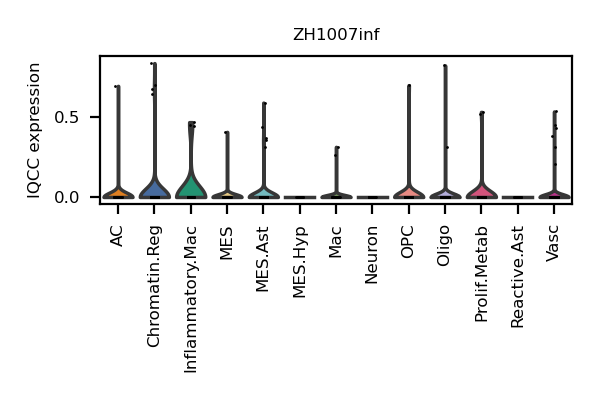 ZH1007inf
IQCC expression
0.5
0.0
AC
Chromatin.Reg
Inflammatory.Mac
MES
MES.Ast
MES.Hyp
Mac
Neuron
OPC
Oligo
Prolif.Metab
Reactive.Ast
Vasc